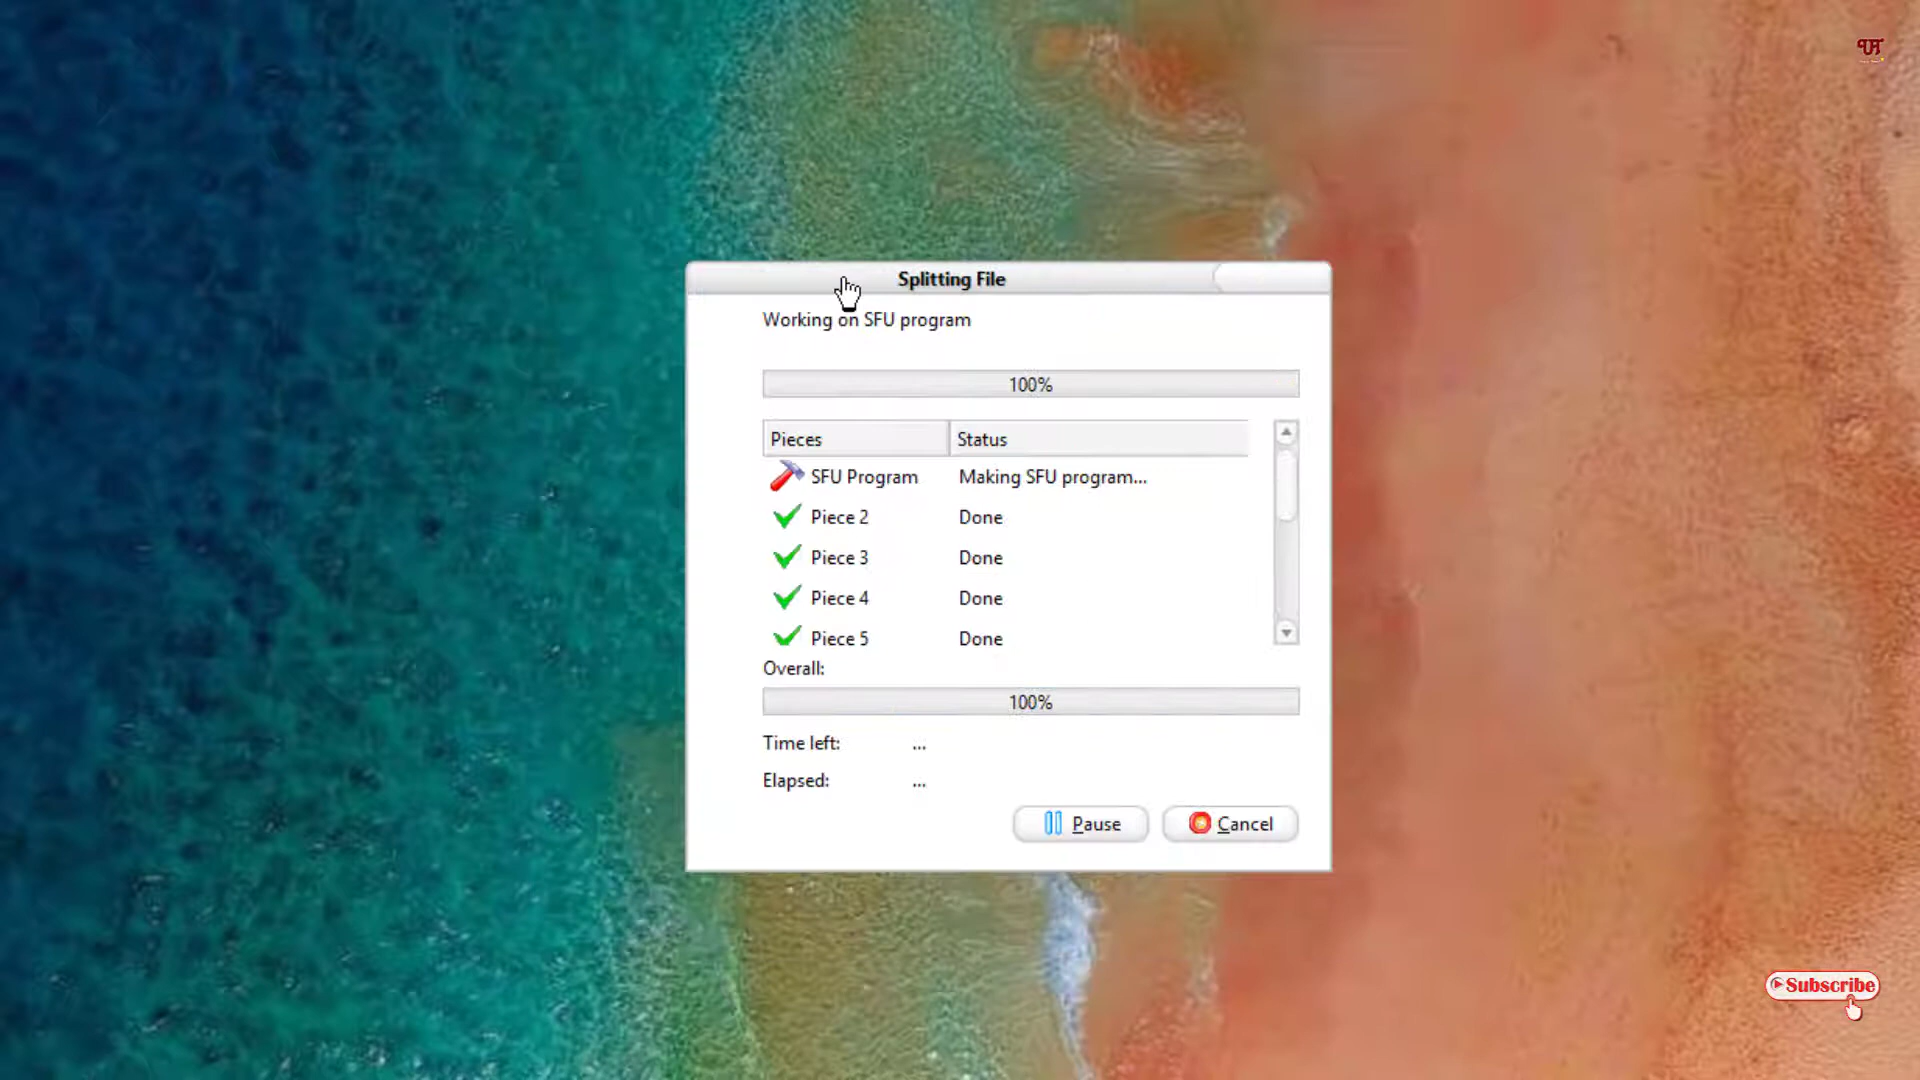 Splitting File
Working on SFU program
100%
Pieces Status
SFU Program Making SFU program...
Piece 2 Done
Piece 3 Done
Piece 4 Done
Piece 5 Done
Overall:
100%
Time left: ...
Elapsed: ...
Pause Cancel
Subscribe